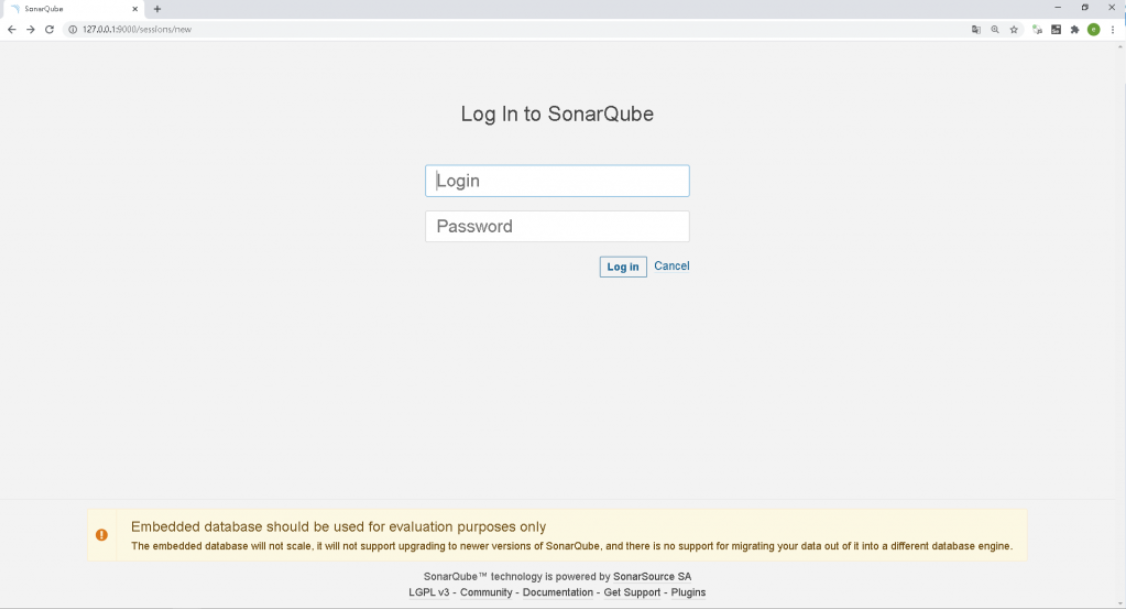 SonarQube
127.0.0.1:9000/sessions/new
Log In to SonarQube
Login
Password
Log in Cancel
Embedded database should be used for evaluation purposes only
The embedded database will not scale, it will not support upgrading to newer versions of SonarQube, and there is no support for migrating your data out of it into a different database engine.
SonarQube™ technology is powered by SonarSource SA
LGPL v3 - Community - Documentation - Get Support - Plugins